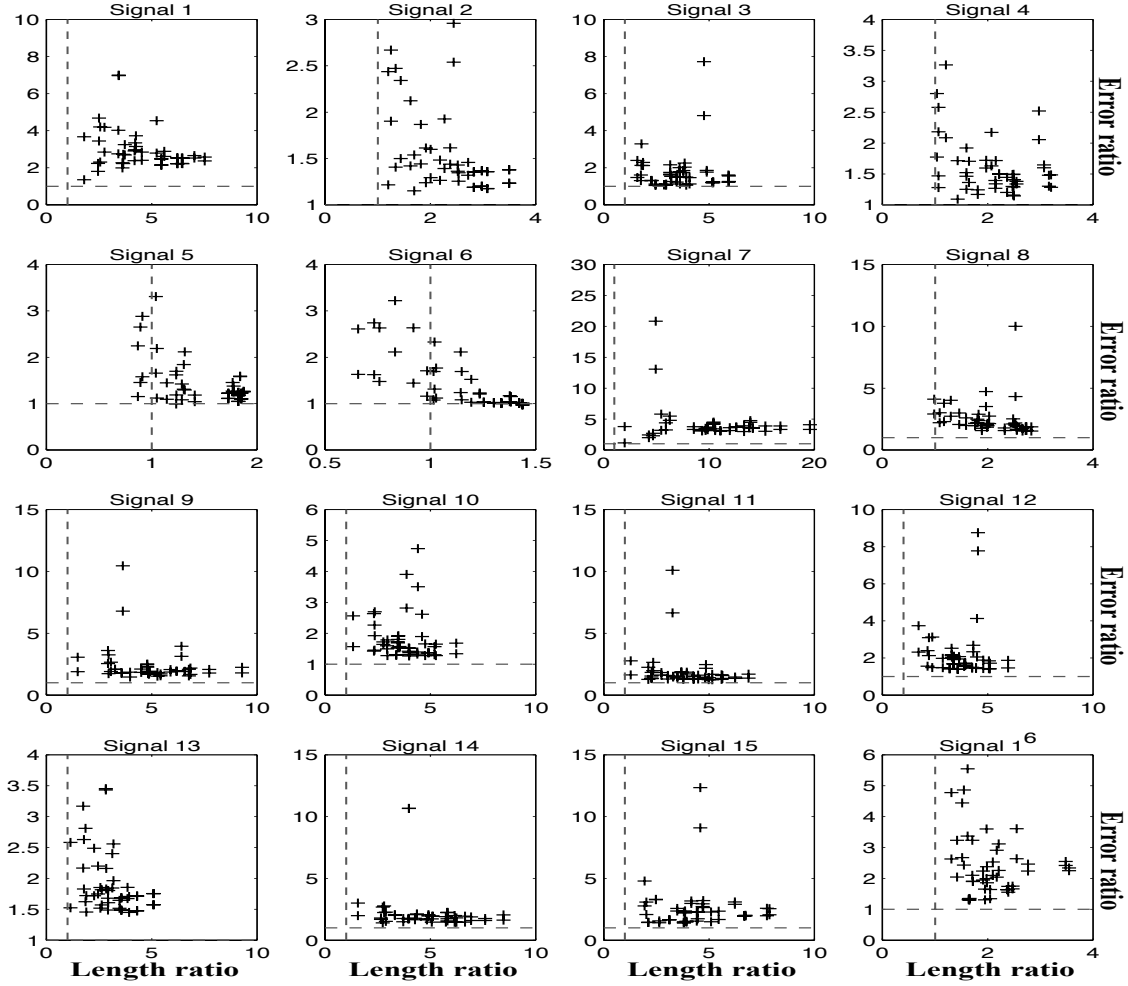 Signal 1 Signal 2 Signal 3 Signal 4
10 3 10 4
8 8 3.5
2.5 3
6 6
2 2.5
4 4
1.5 2
2 2 1.5
0 1 0 1
0 5 10 0 2 4 0 5 10 0 2 4
Error ratio
Signal 5 Signal 6 Signal 7 Signal 8
4 4 30 15
25
3 3 20 10
2 2 15
10 5
1 1 5
0 0 0 0
0 1 2 0.5 1 1.5 0 10 20 0 2 4
Error ratio
Signal 9 Signal 10 Signal 11 Signal 12
15 6 15 10
5 8
10 4 10 6
3 4
5 2 5
1 2
0 0 0 0
0 5 10 0 5 10 0 5 10 0 5 10
Error ratio
Signal 13 Signal 14 Signal 15 Signal 16
4 15 15 6
3.5 5
3 10 10 4
2.5 3
2 5 5 2
1.5 1
1 0 0 0
0 5 10 0 5 10 0 5 10 0 2 4
Error ratio
Length ratio Length ratio Length ratio Length ratio